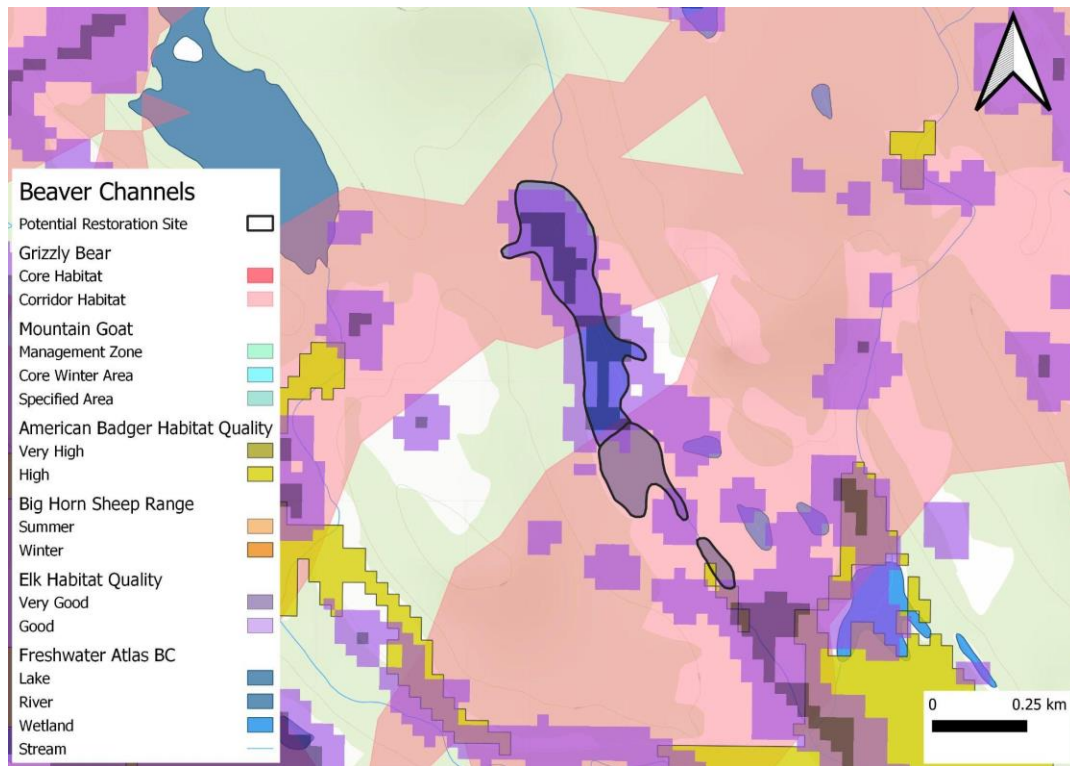 Beaver Channels
Potential Restoration Site
Grizzly Bear
Core Habitat
Corridor Habitat
Mountain Goat
Management Zone
Core Winter Area
Specified Area
American Badger Habitat Quality
Very High
High
Big Horn Sheep Range
Summer
Winter
Elk Habitat Quality
Very Good
Good
Freshwater Atlas BC
Lake
River
Wetland
Stream
0 0.25 km